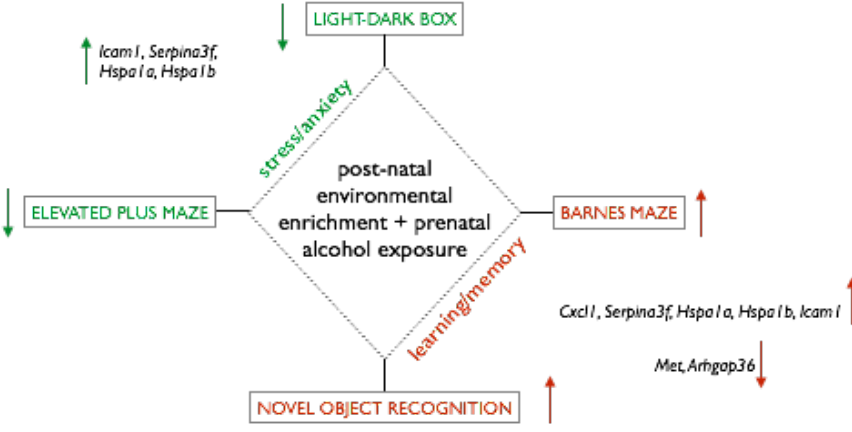 LIGHT-DARK BOX
Icam1, Serpina3f,
Hspa1a, Hspa1b
stress/anxiety
post-natal
environmental
enrichment + prenatal
alcohol exposure
ELEVATED PLUS MAZE
BARNES MAZE
learning/memory
Cxcl1, Serpina3f, Hspa1a, Hspa1b, Icam1
Met, Arhgap36
NOVEL OBJECT RECOGNITION